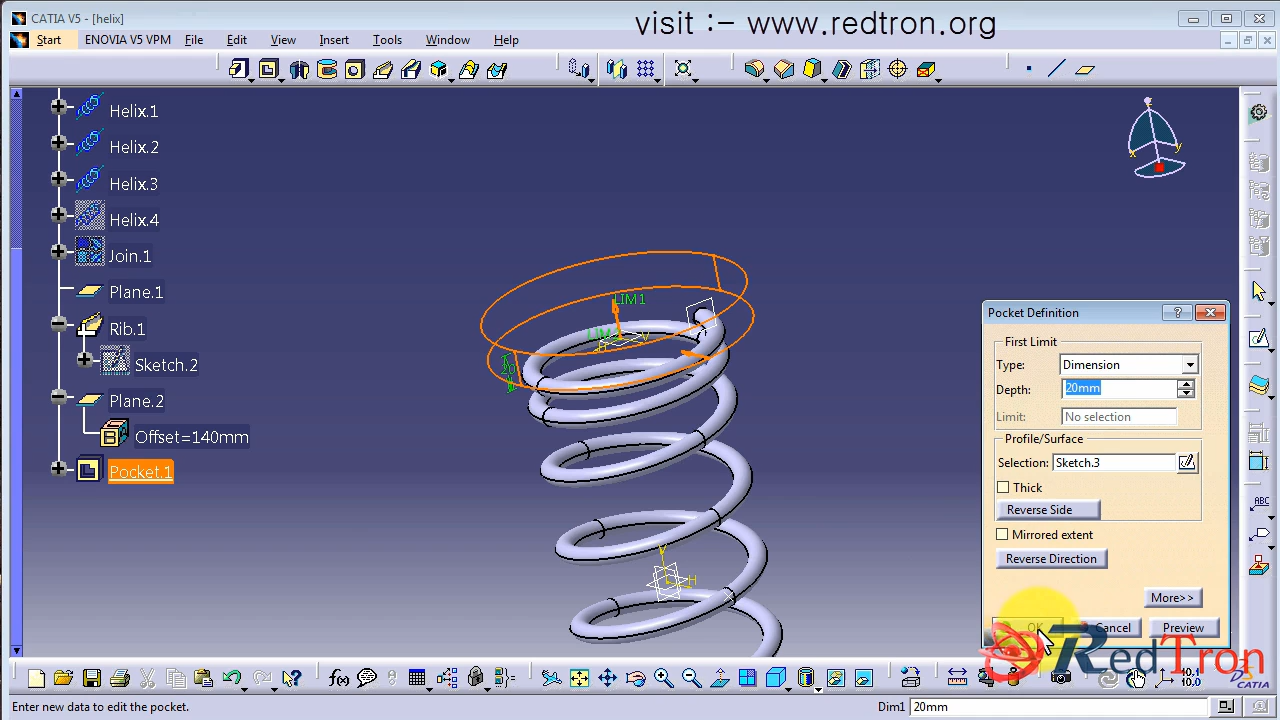 CATIA V5 - [helix]
visit :- www.redtron.org
Start ENOVIA V5 VPM File Edit View Insert Tools Window Help
Helix.1
Helix.2
Helix.3
Helix.4
Join.1
Plane.1
Rib.1
Sketch.2
Plane.2
Offset=140mm
Pocket.1
x y
LIM1
H V
V
H
Pocket Definition
First Limit
Type: Dimension
Depth: 20mm
Limit: No selection
Profile/Surface
Selection: Sketch.3
Thick
Reverse Side
Mirrored extent
Reverse Direction
More>>
OK Cancel Preview
RedTron
f(x)
ABC
CATIA
Enter new data to edit the pocket.
Dim1 20mm